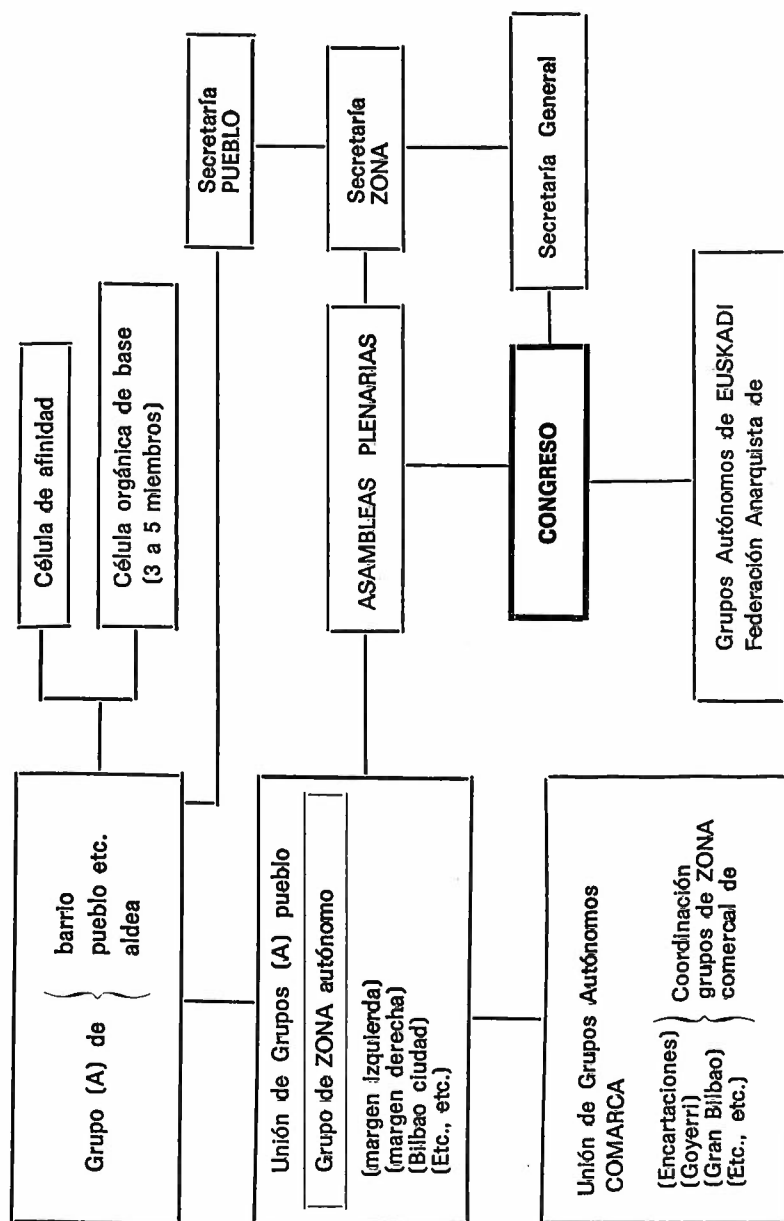 Grupo (A) de
barrio
pueblo etc.
aldea
Célula de afinidad
Célula orgánica de base
(3 a 5 miembros)
Secretaría
PUEBLO
Unión de Grupos (A) pueblo
Grupo de ZONA autónomo
(margen izquierda)
(margen derecha)
(Bilbao ciudad)
(Etc., etc.)
ASAMBLEAS PLENARIAS
Secretaría
ZONA
Unión de Grupos Autónomos
COMARCA
(Encartaciones)
(Goyerri)
(Gran Bilbao)
(Etc., etc.)
Coordinación
grupos de ZONA
comercal de
CONGRESO
Secretaría General
Grupos Autónomos de EUSKADI
Federación Anarquista de